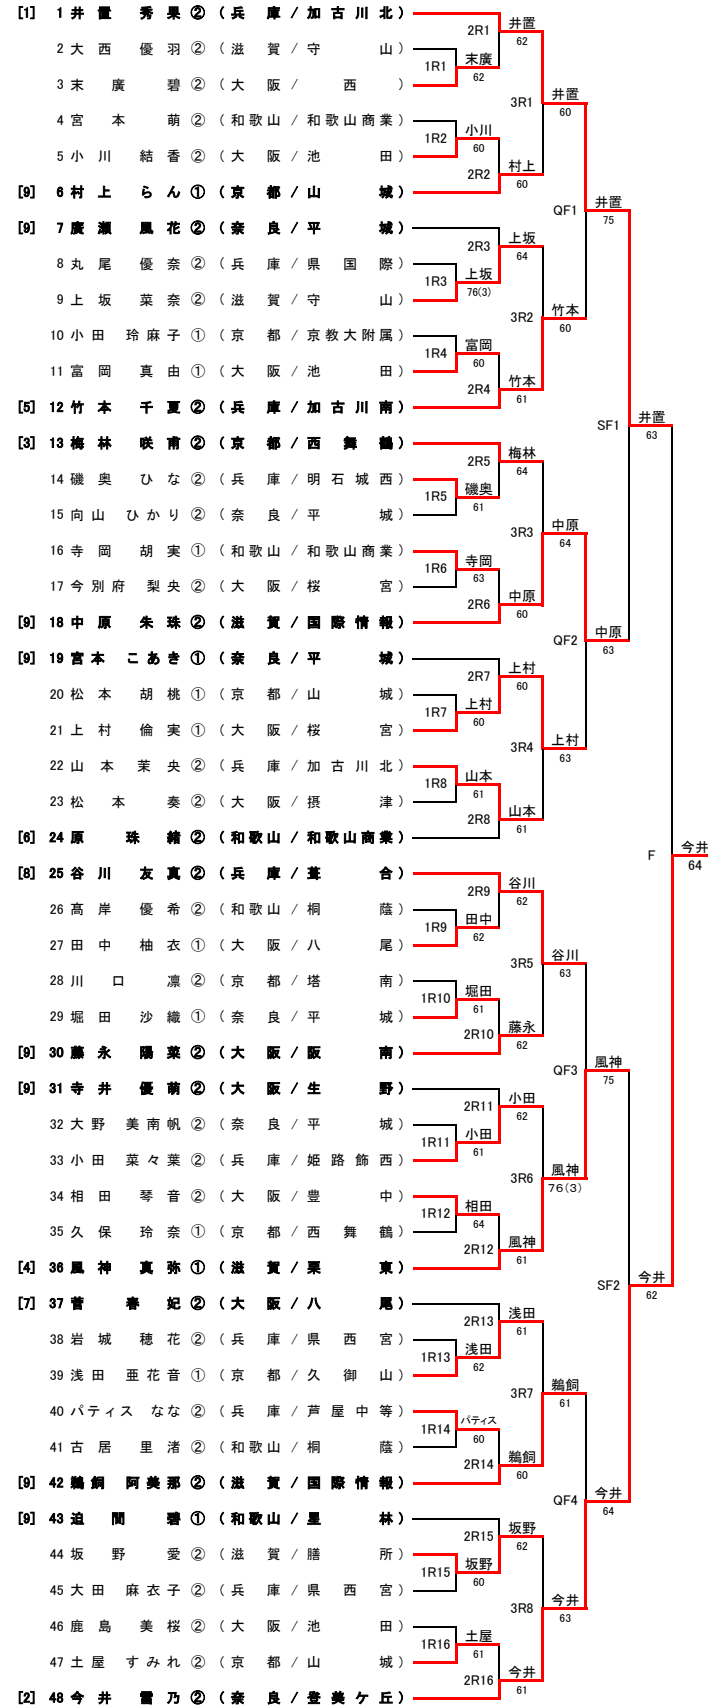 [1] 1 井置 秀果 ② (兵庫/加古川北)
2R1 井置 62
2 大西 優羽 ② (滋賀/守山)
1R1 末廣 62
3 末廣 碧 ② (大阪/西)
3R1 井置 60
4 宮本 萌 ② (和歌山/和歌山商業)
1R2 小川 60
5 小川 結香 ② (大阪/池田)
2R2 村上 60
[9] 6 村上 らん ① (京都/山城)
QF1 井置 75
[9] 7 廣瀬 風花 ② (奈良/平城)
2R3 上坂 64
8 丸尾 優奈 ② (兵庫/県国際)
1R3 上坂 76(3)
9 上坂 菜奈 ② (滋賀/守山)
3R2 竹本 60
10 小田 玲麻子 ① (京都/京教大附属)
1R4 富岡 60
11 富岡 真由 ① (大阪/池田)
2R4 竹本 61
[5] 12 竹本 千夏 ② (兵庫/加古川南)
SF1 井置 63
[3] 13 梅林 咲甫 ② (京都/西舞鶴)
2R5 梅林 64
14 磯奥 ひな ② (兵庫/明石城西)
1R5 磯奥 61
15 向山 ひかり ② (奈良/平城)
3R3 中原 64
16 寺岡 胡実 ① (和歌山/和歌山商業)
1R6 寺岡 63
17 今別府 梨央 ② (大阪/桜宮)
2R6 中原 60
[9] 18 中原 朱珠 ② (滋賀/国際情報)
QF2 中原 63
[9] 19 宮本 こあき ① (奈良/平城)
2R7 上村 60
20 松本 胡桃 ① (京都/山城)
1R7 上村 60
21 上村 倫実 ① (大阪/桜宮)
3R4 上村 63
22 山本 茉央 ② (兵庫/加古川北)
1R8 山本 61
23 松本 奏 ② (大阪/摂津)
2R8 山本 61
[6] 24 原 珠緒 ② (和歌山/和歌山商業)
F 今井 64
[8] 25 谷川 友真 ② (兵庫/葺合)
2R9 谷川 62
26 髙岸 優希 ② (和歌山/桐蔭)
1R9 田中 62
27 田中 柚衣 ① (大阪/八尾)
3R5 谷川 63
28 川口 凛 ② (京都/塔南)
1R10 堀田 61
29 堀田 沙織 ① (奈良/平城)
2R10 藤永 62
[9] 30 藤永 陽菜 ② (大阪/阪南)
QF3 風神 75
[9] 31 寺井 優萌 ② (大阪/生野)
2R11 小田 62
32 大野 美南帆 ② (奈良/平城)
1R11 小田 61
33 小田 菜々葉 ② (兵庫/姫路飾西)
3R6 風神 76(3)
34 相田 琴音 ② (大阪/豊中)
1R12 相田 64
35 久保 玲奈 ① (京都/西舞鶴)
2R12 風神 61
[4] 36 風神 真弥 ① (滋賀/栗東)
SF2 今井 62
[7] 37 菅 春妃 ② (大阪/八尾)
2R13 浅田 61
38 岩城 穂花 ② (兵庫/県西宮)
1R13 浅田 62
39 浅田 亜花音 ① (京都/久御山)
3R7 鵜飼 61
40 パティス なな ② (兵庫/芦屋中等)
1R14 パティス 60
41 古居 里渚 ② (和歌山/桐蔭)
2R14 鵜飼 60
[9] 42 鵜飼 阿美那 ② (滋賀/国際情報)
QF4 今井 64
[9] 43 迫間 碧 ① (和歌山/星林)
2R15 坂野 62
44 坂野 愛 ② (滋賀/膳所)
1R15 坂野 60
45 大田 麻衣子 ② (兵庫/県西宮)
3R8 今井 63
46 鹿島 美桜 ② (大阪/池田)
1R16 土屋 61
47 土屋 すみれ ② (京都/山城)
2R16 今井 61
[2] 48 今井 雪乃 ② (奈良/登美ケ丘)